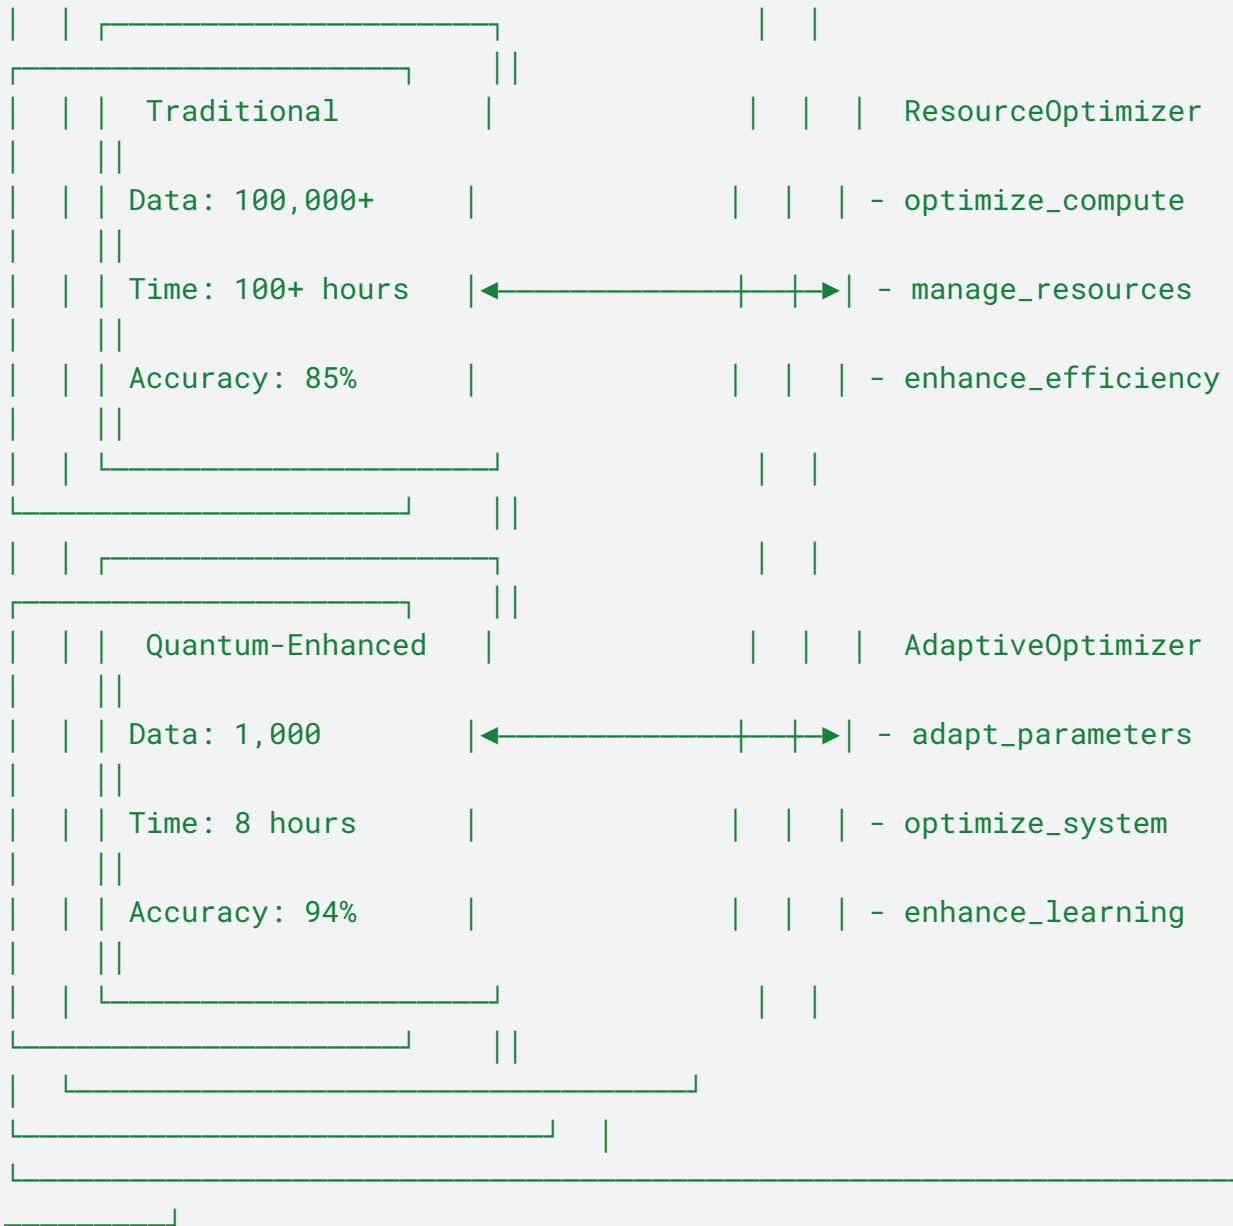 │  │ ┌─────────────────────┐              │  │
┌─────────────────────┐    ││
│  │ │  Traditional        │              │  │  │  ResourceOptimizer
│    ││
│  │ │ Data: 100,000+     │              │  │  │ - optimize_compute
│    ││
│  │ │ Time: 100+ hours   │◄─────────────┼──┼─►│ - manage_resources
│    ││
│  │ │ Accuracy: 85%      │              │  │  │ - enhance_efficiency
│    ││
│  │ └─────────────────────┘              │  │
└─────────────────────┘    ││
│  │ ┌─────────────────────┐              │  │
┌─────────────────────┐    ││
│  │ │  Quantum-Enhanced   │              │  │  │  AdaptiveOptimizer
│    ││
│  │ │ Data: 1,000        │◄─────────────┼──┼─►│ - adapt_parameters
│    ││
│  │ │ Time: 8 hours      │              │  │  │ - optimize_system
│    ││
│  │ │ Accuracy: 94%      │              │  │  │ - enhance_learning
│    ││
│  │ └─────────────────────┘              │  │
└─────────────────────┘    ││
│  └──────────────────────────────────┘
└─────────────────────────────┘  │
└──────────────────────────────────────────────────────────────────
─────────┘